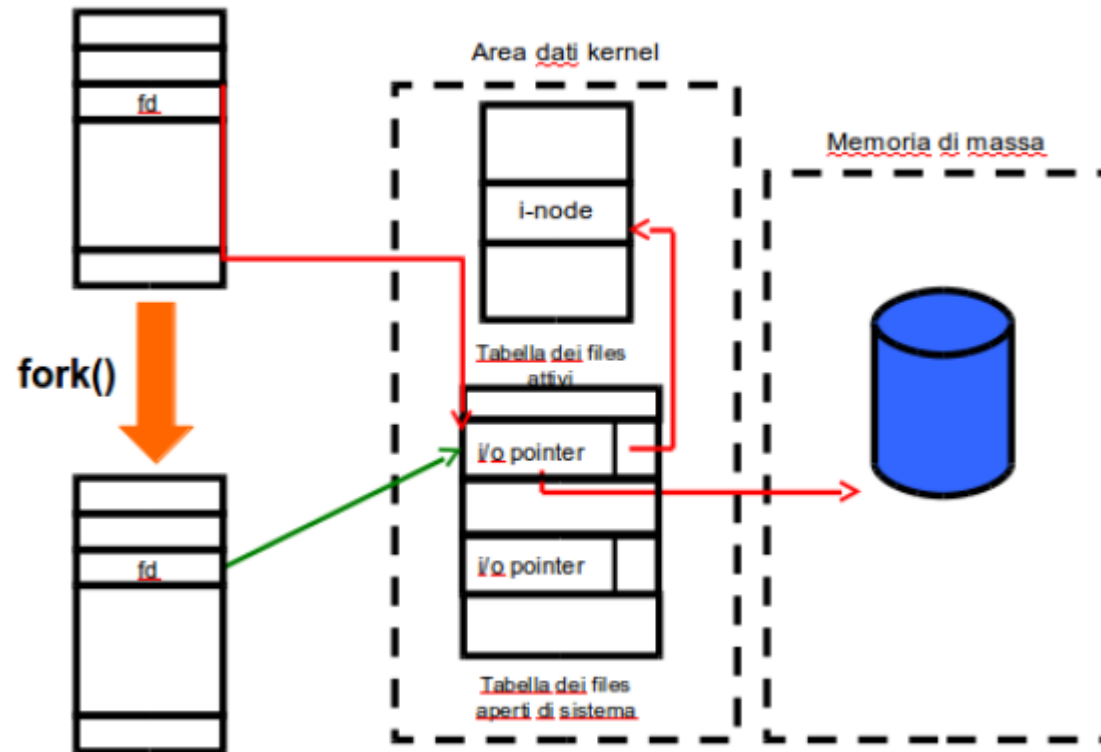 Area dati kernel
fd
Memoria di massa
i-node
Tabella dei files
attivi
fork()
i/o pointer
fd
i/o pointer
Tabella dei files
aperti di sistema